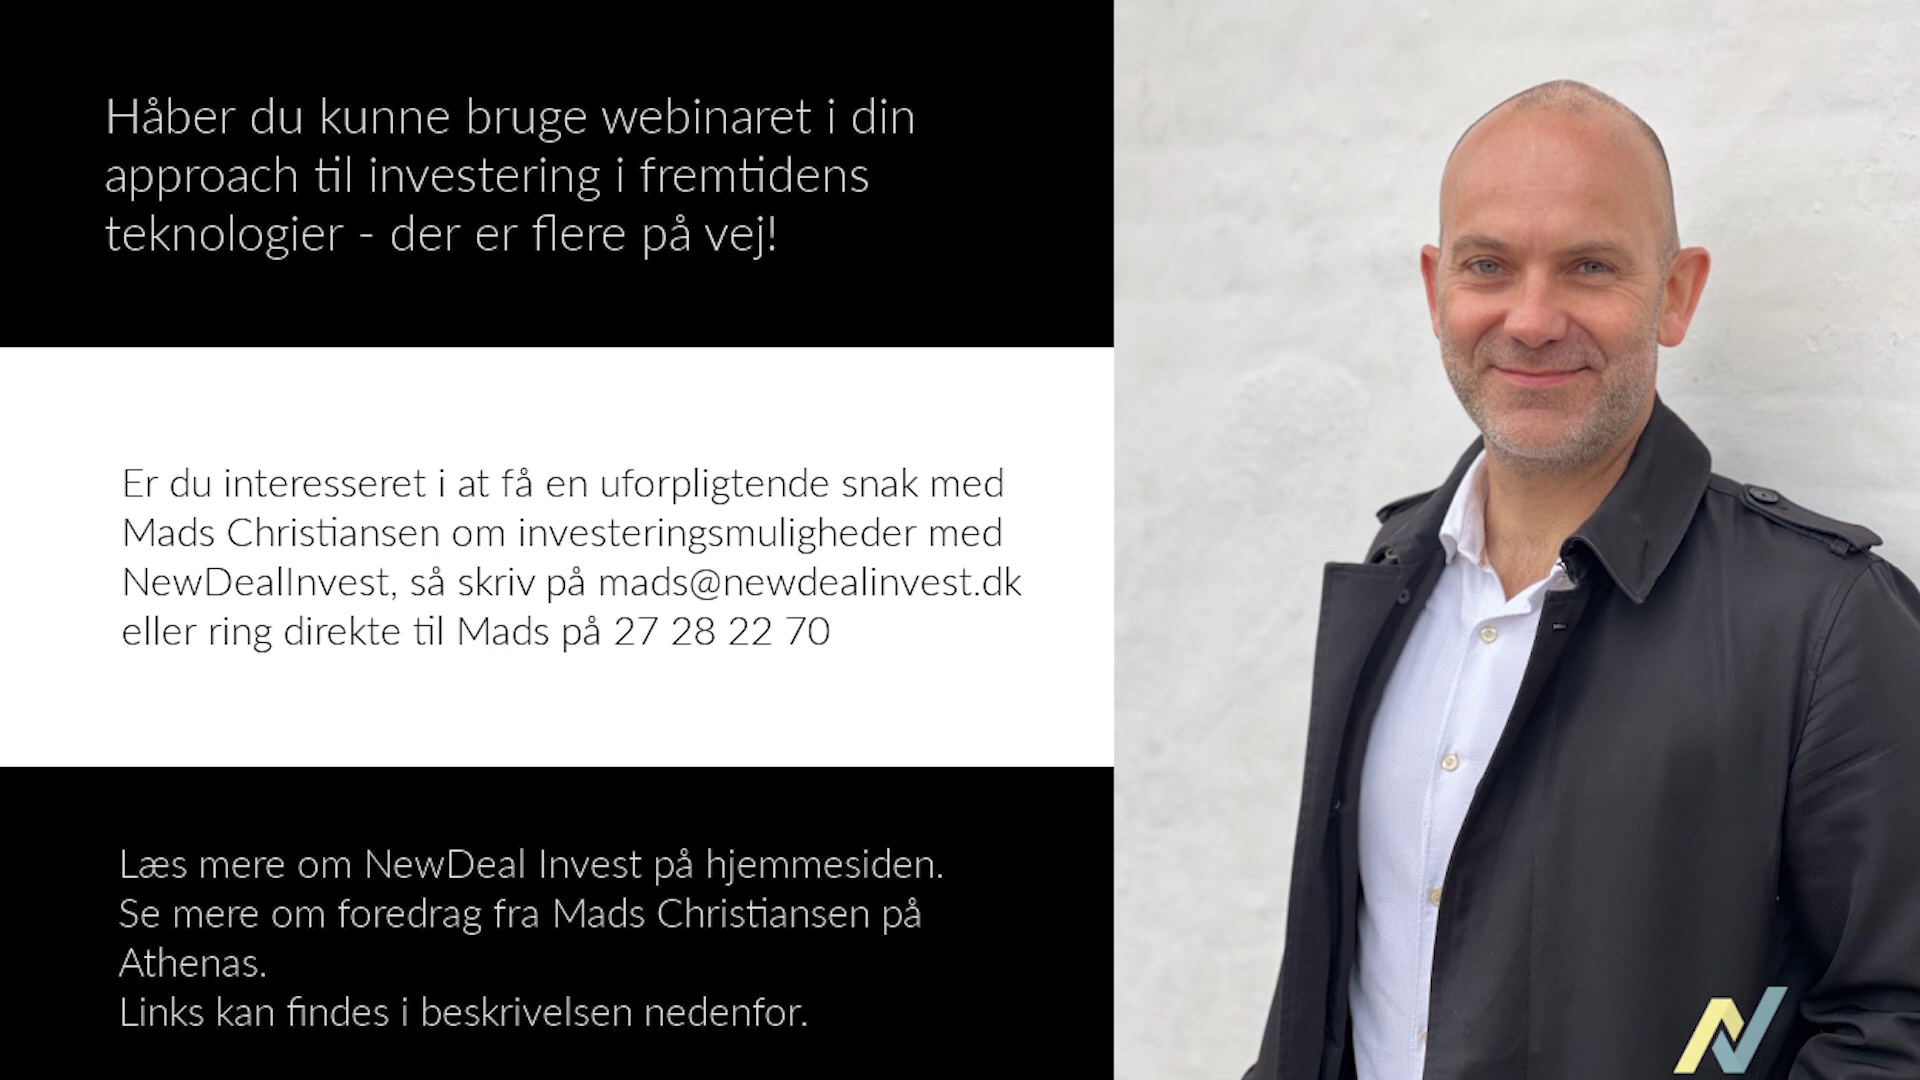 Håber du kunne bruge webinaret i din
approach til investering i fremtidens
teknologier - der er flere på vej!
Er du interesseret i at få en uforpligtende snak med
Mads Christiansen om investeringsmuligheder med
NewDealInvest, så skriv på mads@newdealinvest.dk
eller ring direkte til Mads på 27 28 22 70
Læs mere om NewDeal Invest på hjemmesiden.
Se mere om foredrag fra Mads Christiansen på
Athenas.
Links kan findes i beskrivelsen nedenfor.